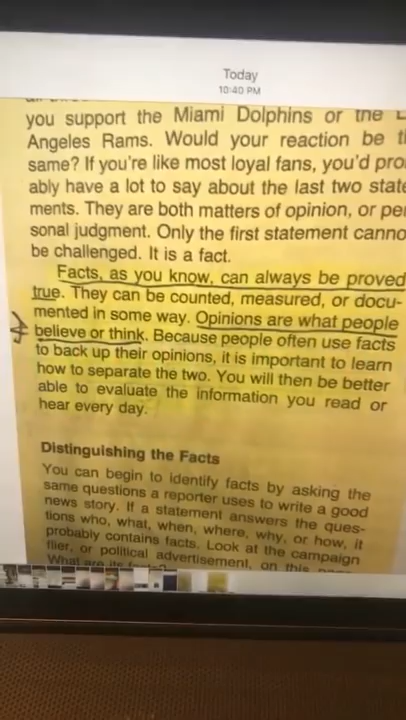 Today
10:40 PM
you support the Miami Dolphins or the L
Angeles Rams. Would your reaction be t
same? If you're like most loyal fans, you'd pro
ably have a lot to say about the last two state
ments. They are both matters of opinion, or pe
sonal judgment. Only the first statement canno
be challenged. It is a fact.
Facts, as you know, can always be proved
true. They can be counted, measured, or docu-
mented in some way. Opinions are what people
believe or think. Because people often use facts
to back up their opinions, it is important to learn
how to separate the two. You will then be better
able to evaluate the information you read or
hear every day.
Distinguishing the Facts
You can begin to identify facts by asking the
same questions a reporter uses to write a good
news story. If a statement answers the ques-
tions who, what, when, where, why, or how, it
probably contains facts. Look at the campaign
flier, or political advertisement, on this page.
What are its facts?